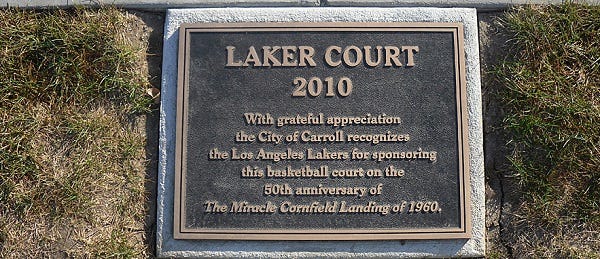 LAKER COURT
2010
With grateful appreciation
the City of Carroll recognizes
the Los Angeles Lakers for sponsoring
this basketball court on the
50th anniversary of
The Miracle Cornfield Landing of 1960.